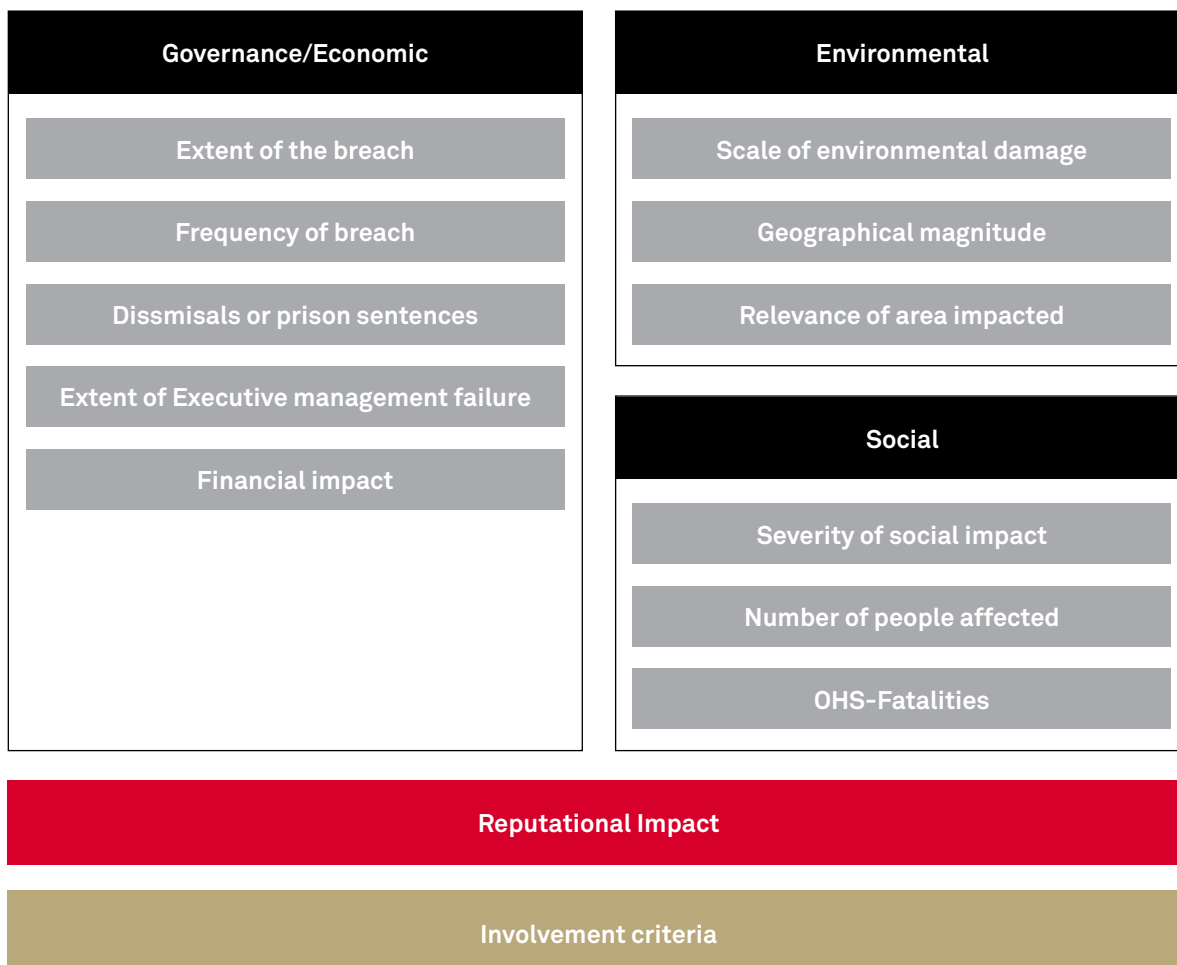 Governance/Economic
Extent of the breach
Frequency of breach
Dissmisals or prison sentences
Extent of Executive management failure
Financial impact
Environmental
Scale of environmental damage
Geographical magnitude
Relevance of area impacted
Social
Severity of social impact
Number of people affected
OHS-Fatalities
Reputational Impact
Involvement criteria